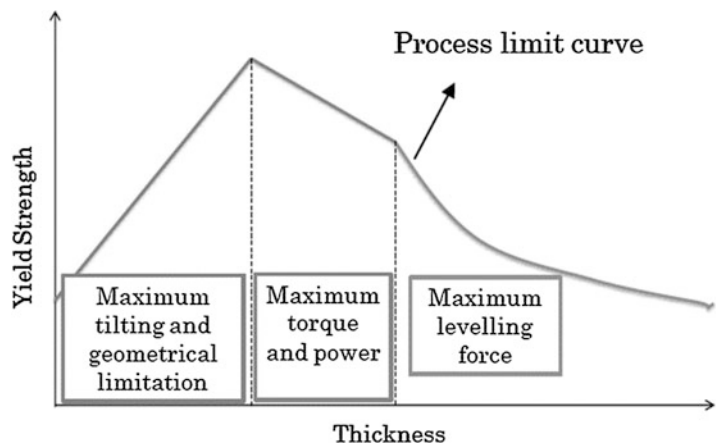 Process limit curve
Yield Strength
Maximum
tilting and
geometrical
limitation
Maximum
torque
and power
Maximum
levelling
force
Thickness